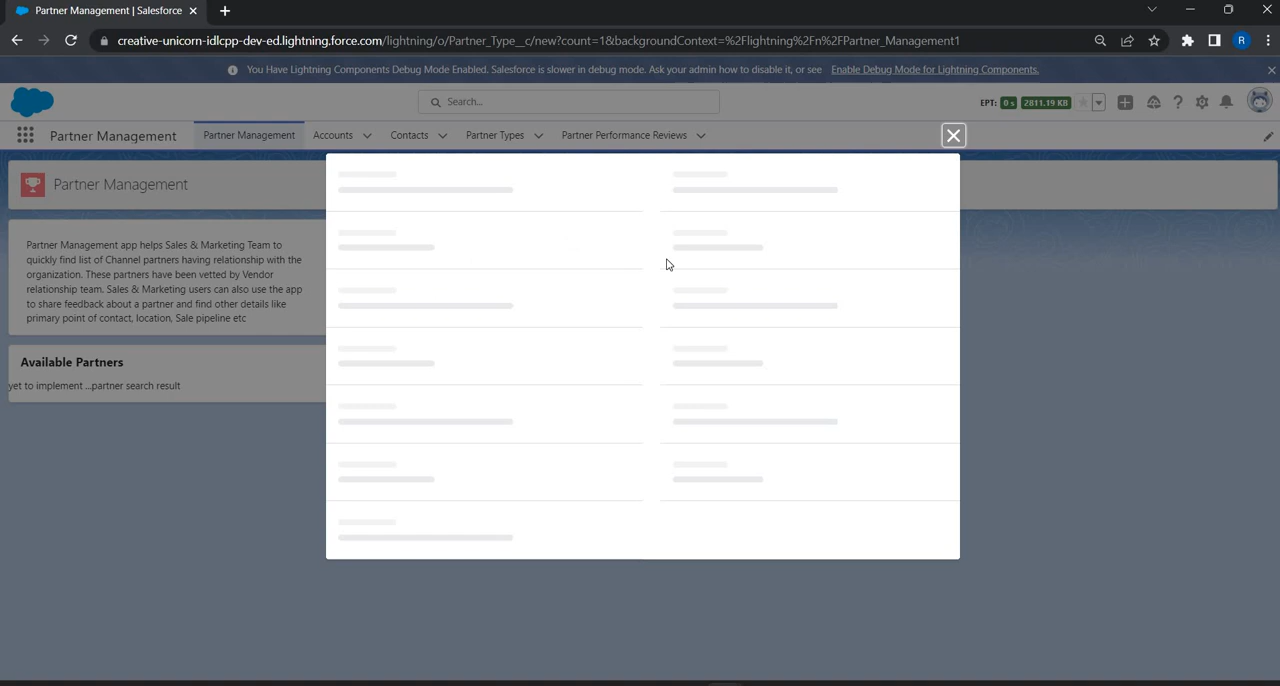 Partner Management | Salesforce
creative-unicorn-idlcpp-dev-ed.lightning.force.com/lightning/o/Partner_Type__c/new?count=1&backgroundContext=%2Flightning%2Fn%2FPartner_Management1
R
You Have Lightning Components Debug Mode Enabled. Salesforce is slower in debug mode. Ask your admin how to disable it, or see Enable Debug Mode for Lightning Components.
Search...
EPT: 0 s 2811.19 KB
Partner Management Partner Management Accounts Contacts Partner Types Partner Performance Reviews
Partner Management
Partner Management app helps Sales & Marketing Team to
quickly find list of Channel partners having relationship with the
organization. These partners have been vetted by Vendor
relationship team. Sales & Marketing users can also use the app
to share feedback about a partner and find other details like
primary point of contact, location, Sale pipeline etc
Available Partners
yet to implement ...partner search result